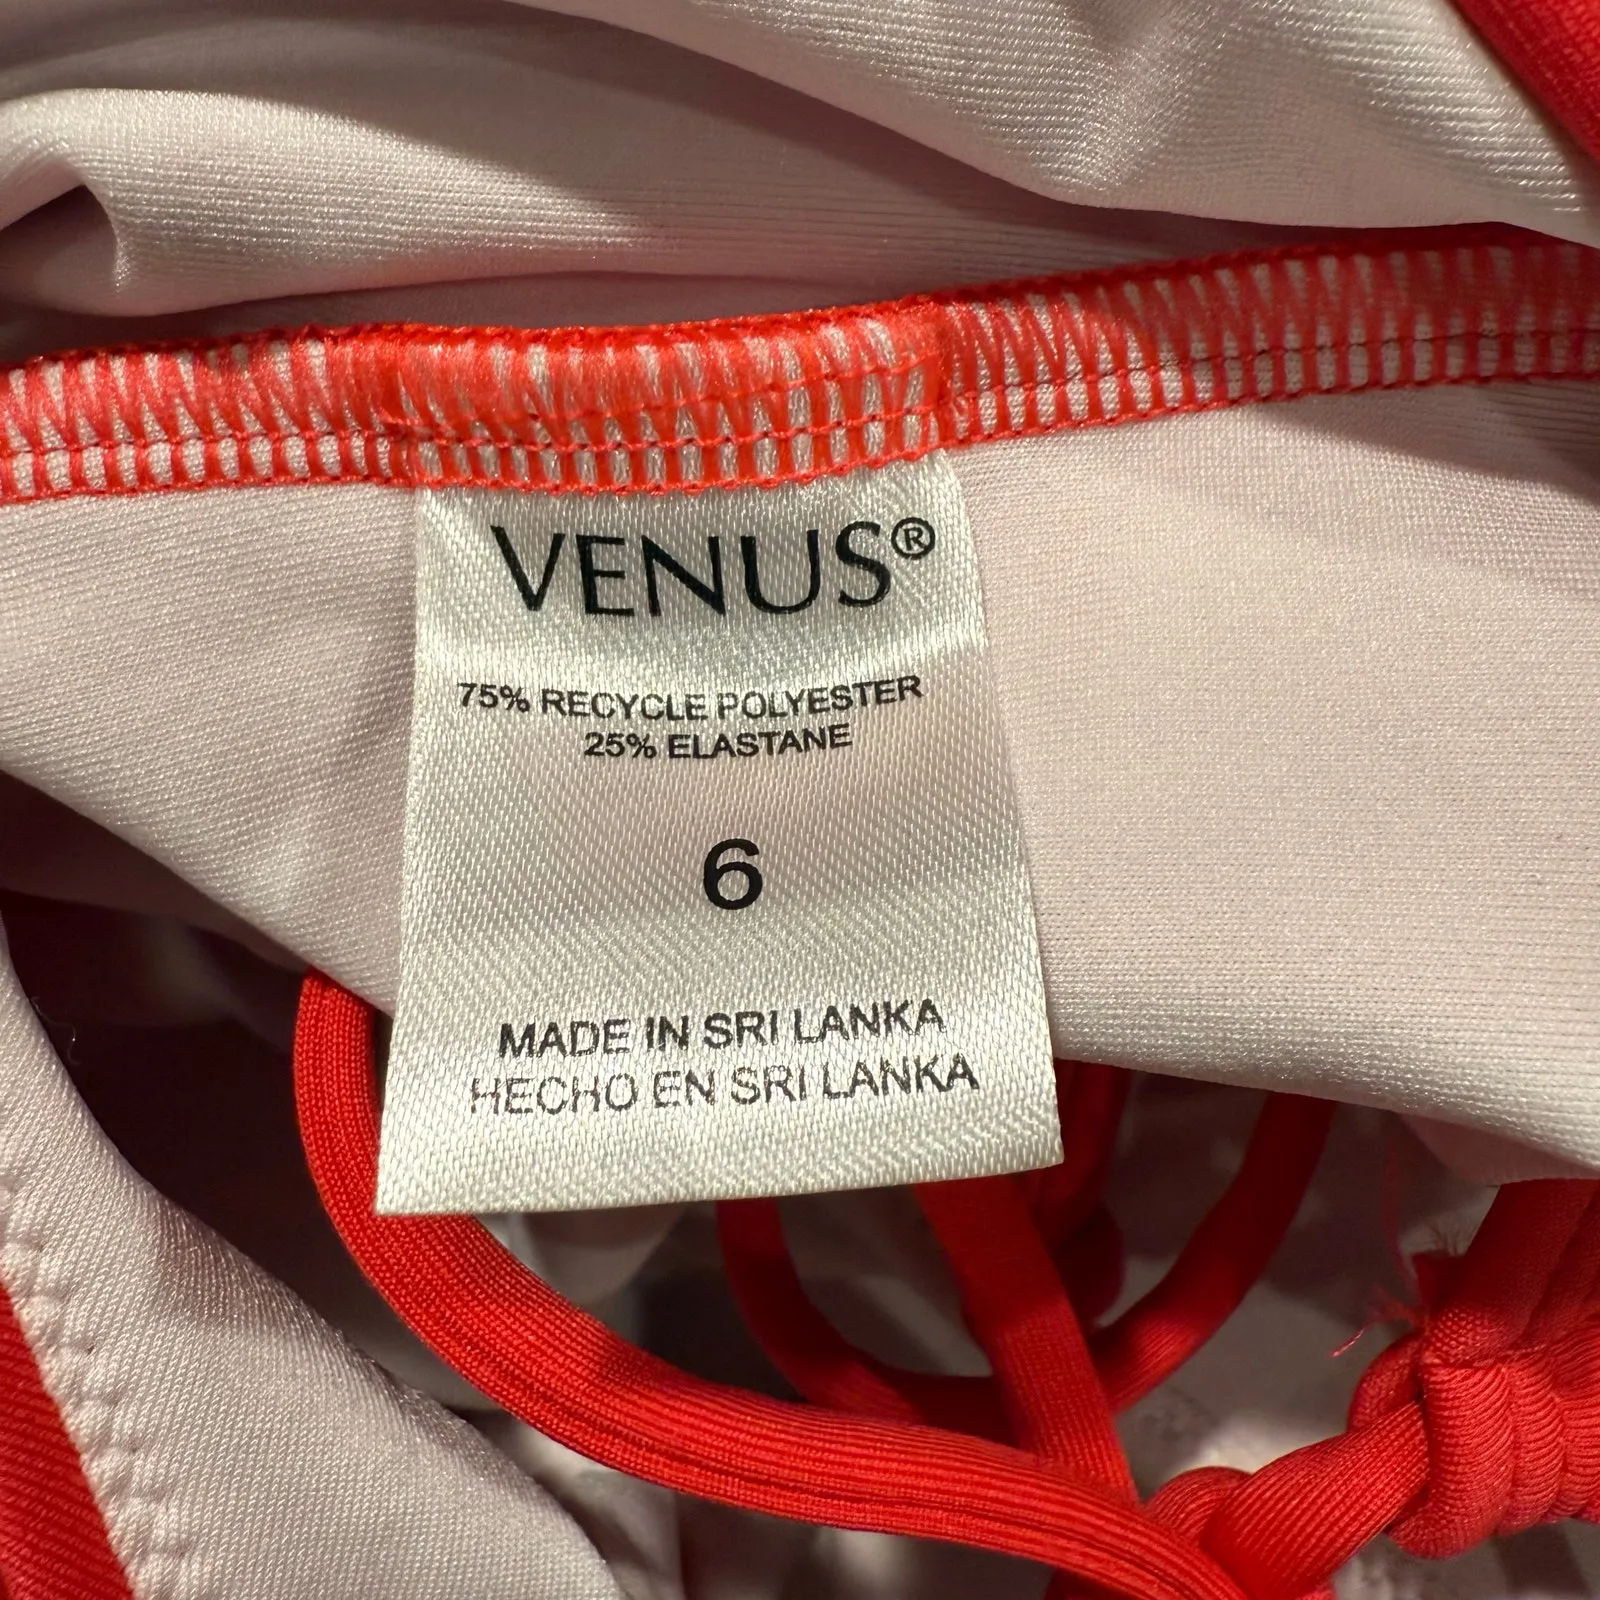 VENUS®
75% RECYCLE POLYESTER
25% ELASTANE
6
MADE IN SRI LANKA
HECHO EN SRI LANKA